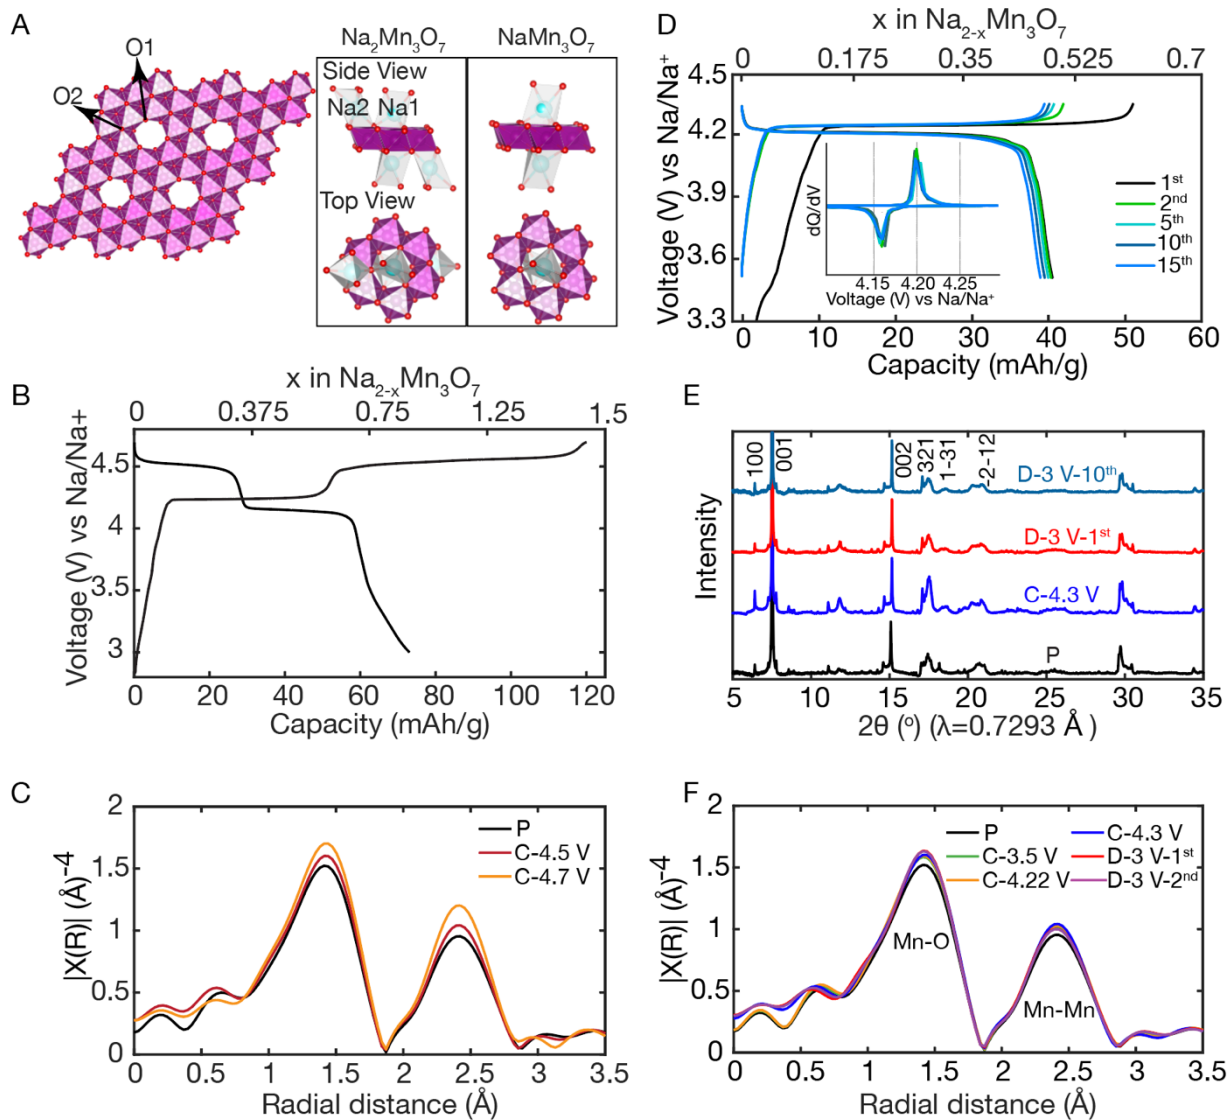 A
O1
O2
Na2Mn3O7
NaMn3O7
Side View
Na2 Na1
Top View
B
x in Na2-xMn3O7
0 0.375 0.75 1.25 1.5
4.5
4
3.5
3
Voltage (V) vs Na/Na+
0 20 40 60 80 100 120
Capacity (mAh/g)
C
2
1.5
1
0.5
0
|X(R)| (Å)-4
P
C-4.5 V
C-4.7 V
0 0.5 1 1.5 2 2.5 3 3.5
Radial distance (Å)
D
x in Na2-xMn3O7
0 0.175 0.35 0.525 0.7
4.5
4.2
3.9
3.6
3.3
Voltage (V) vs Na/Na+
1st
2nd
5th
10th
15th
dQ/dV
4.15 4.20 4.25
Voltage (V) vs Na/Na+
0 10 20 30 40 50 60
Capacity (mAh/g)
E
100
001
002
321
1-31
-2-12
D-3 V-10th
D-3 V-1st
C-4.3 V
P
Intensity
5 10 15 20 25 30 35
2θ (o) (λ=0.7293 Å )
F
2
1.5
1
0.5
0
|X(R)| (Å)-4
P
C-3.5 V
C-4.22 V
C-4.3 V
D-3 V-1st
D-3 V-2nd
Mn-O
Mn-Mn
0 0.5 1 1.5 2 2.5 3 3.5
Radial distance (Å)